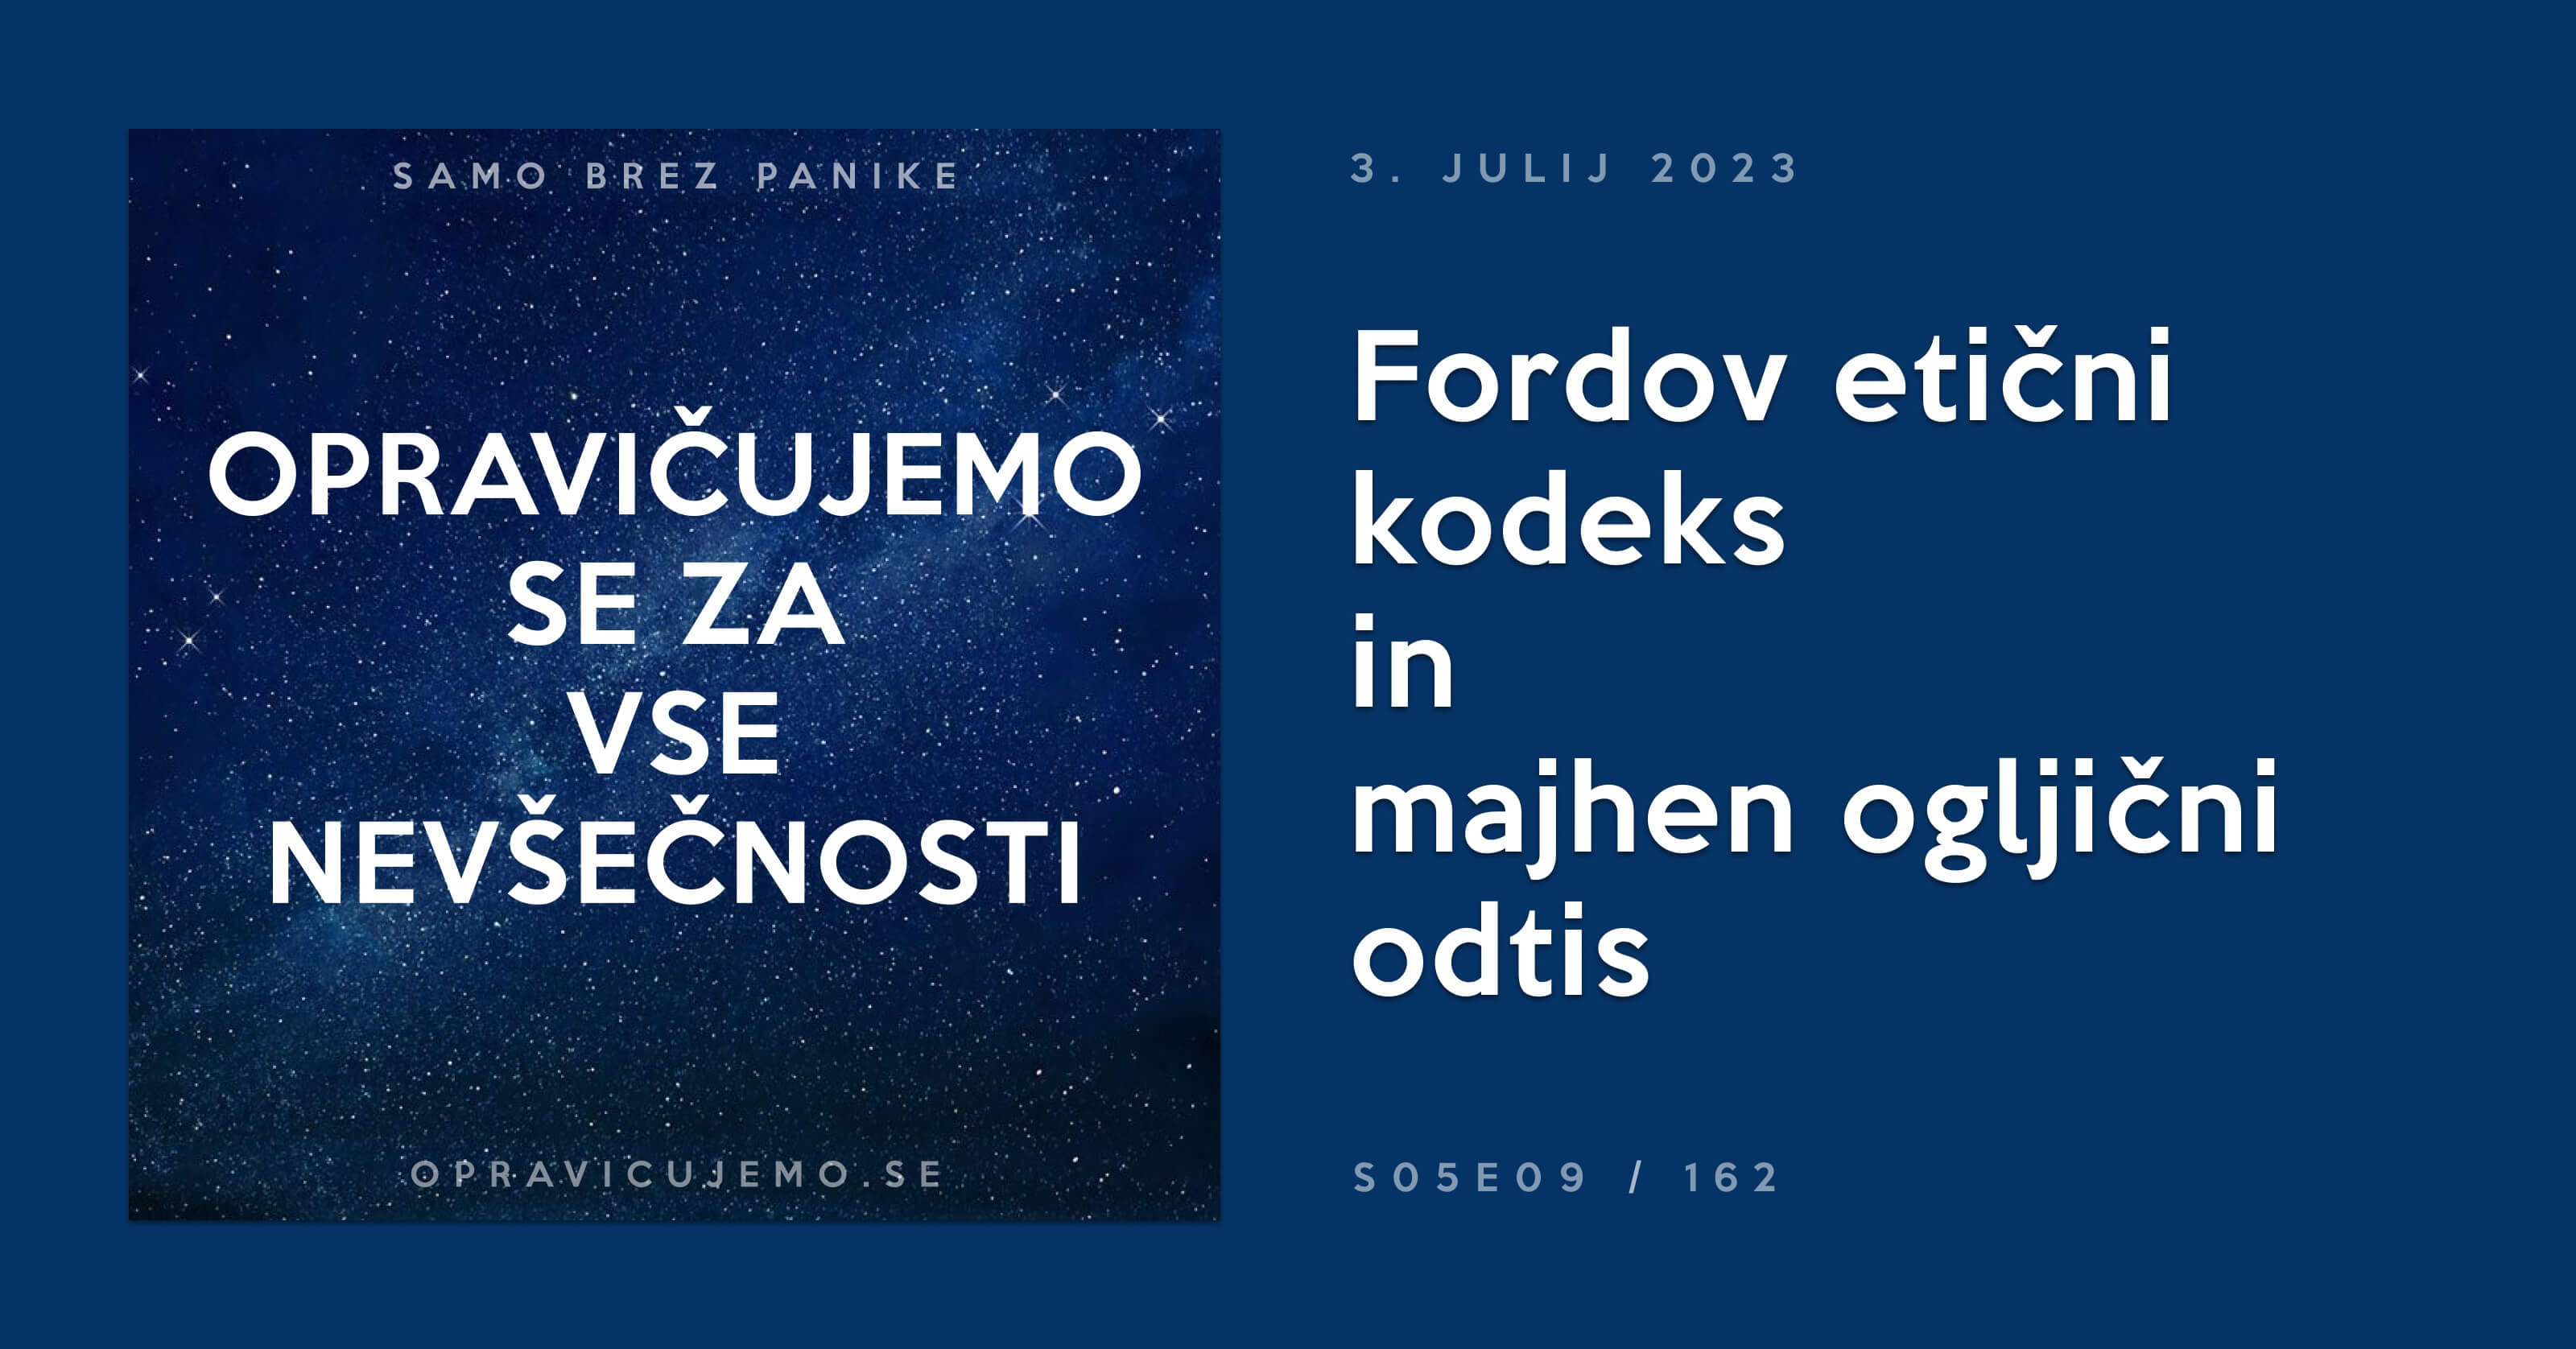 SAMO BREZ PANIKE
OPRAVIČUJEMO
SE ZA
VSE
NEVŠEČNOSTI
OPRAVICUJEMO.SE
3. JULIJ 2023
Fordov etični
kodeks
in
majhen ogljični
odtis
S05E09 / 162